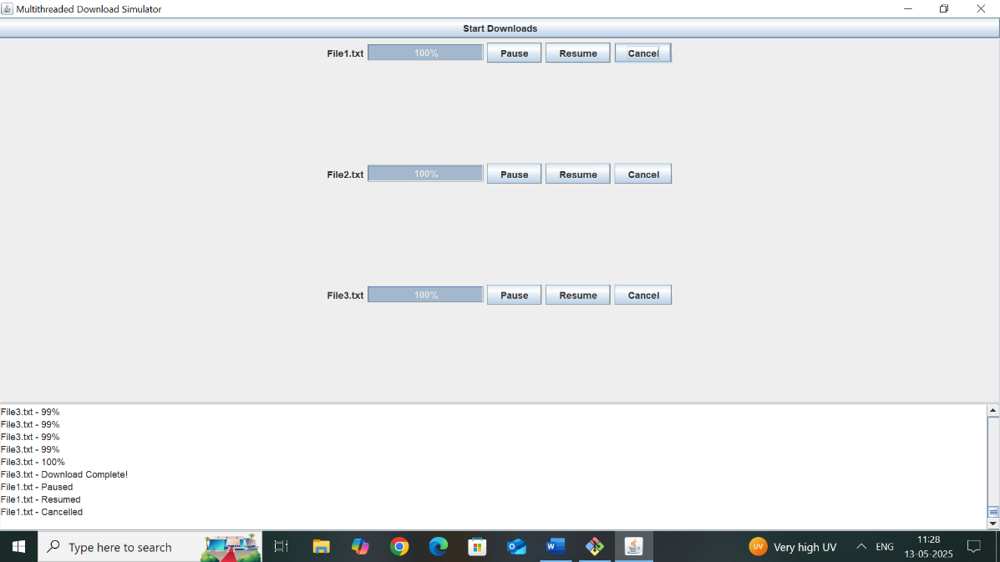 Multithreaded Download Simulator
Start Downloads
File1.txt 100% Pause Resume Cancel
File2.txt 100% Pause Resume Cancel
File3.txt 100% Pause Resume Cancel
File3.txt - 99%
File3.txt - 99%
File3.txt - 99%
File3.txt - 99%
File3.txt - 100%
File3.txt - Download Complete!
File1.txt - Paused
File1.txt - Resumed
File1.txt - Cancelled
Type here to search
UV Very high UV
ENG
11:28
13-05-2025